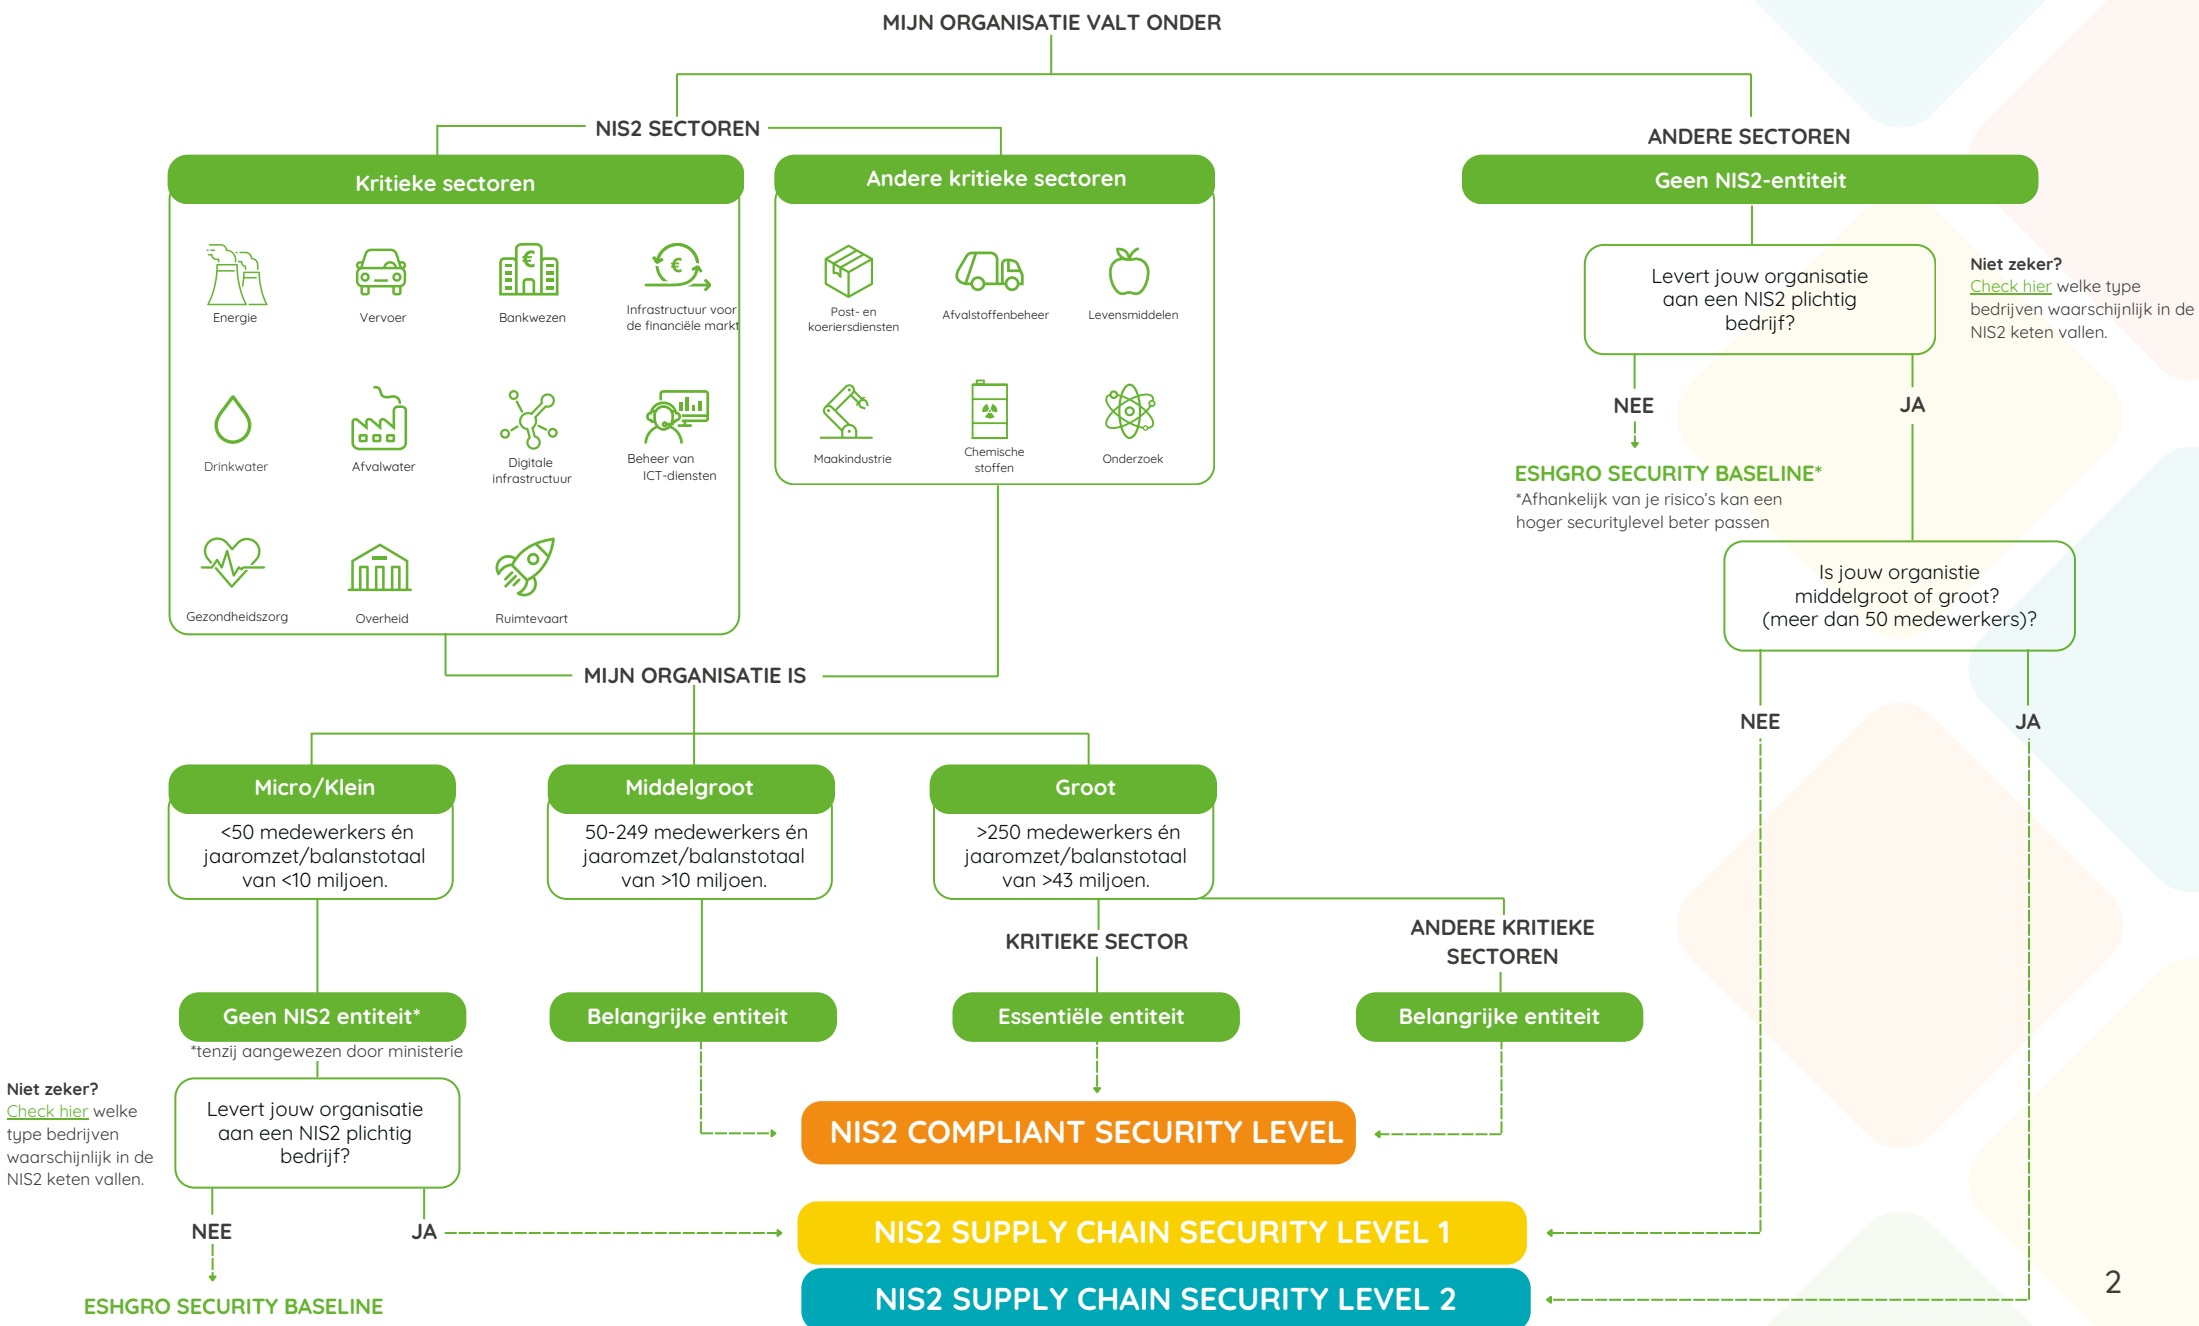 MIJN ORGANISATIE VALT ONDER
NIS2 SECTOREN
ANDERE SECTOREN
Kritieke sectoren
Andere kritieke sectoren
Geen NIS2-entiteit
Energie
Vervoer
Bankwezen
Infrastructuur voor
de financiële markt
Post- en
koeriersdiensten
Afvalstoffenbeheer
Levensmiddelen
Levert jouw organisatie
aan een NIS2 plichtig
bedrijf?
Niet zeker?
Check hier welke type
bedrijven waarschijnlijk in de
NIS2 keten vallen.
NEE
JA
Drinkwater
Afvalwater
Digitale
infrastructuur
Beheer van
ICT-diensten
Maakindustrie
Chemische
stoffen
Onderzoek
ESHGRO SECURITY BASELINE*
*Afhankelijk van je risico's kan een
hoger securitylevel beter passen
Gezondheidszorg
Overheid
Ruimtevaart
Is jouw organistie
middelgroot of groot?
(meer dan 50 medewerkers)?
MIJN ORGANISATIE IS
NEE
JA
Micro/Klein
<50 medewerkers én
jaaromzet/balanstotaal
van <10 miljoen.
Middelgroot
50-249 medewerkers én
jaaromzet/balanstotaal
van >10 miljoen.
Groot
>250 medewerkers én
jaaromzet/balanstotaal
van >43 miljoen.
KRITIEKE SECTOR
ANDERE KRITIEKE
SECTOREN
Geen NIS2 entiteit*
*tenzij aangewezen door ministerie
Belangrijke entiteit
Essentiële entiteit
Belangrijke entiteit
Niet zeker?
Check hier welke
type bedrijven
waarschijnlijk in de
NIS2 keten vallen.
Levert jouw organisatie
aan een NIS2 plichtig
bedrijf?
NIS2 COMPLIANT SECURITY LEVEL
NEE
JA
NIS2 SUPPLY CHAIN SECURITY LEVEL 1
ESHGRO SECURITY BASELINE
NIS2 SUPPLY CHAIN SECURITY LEVEL 2
2